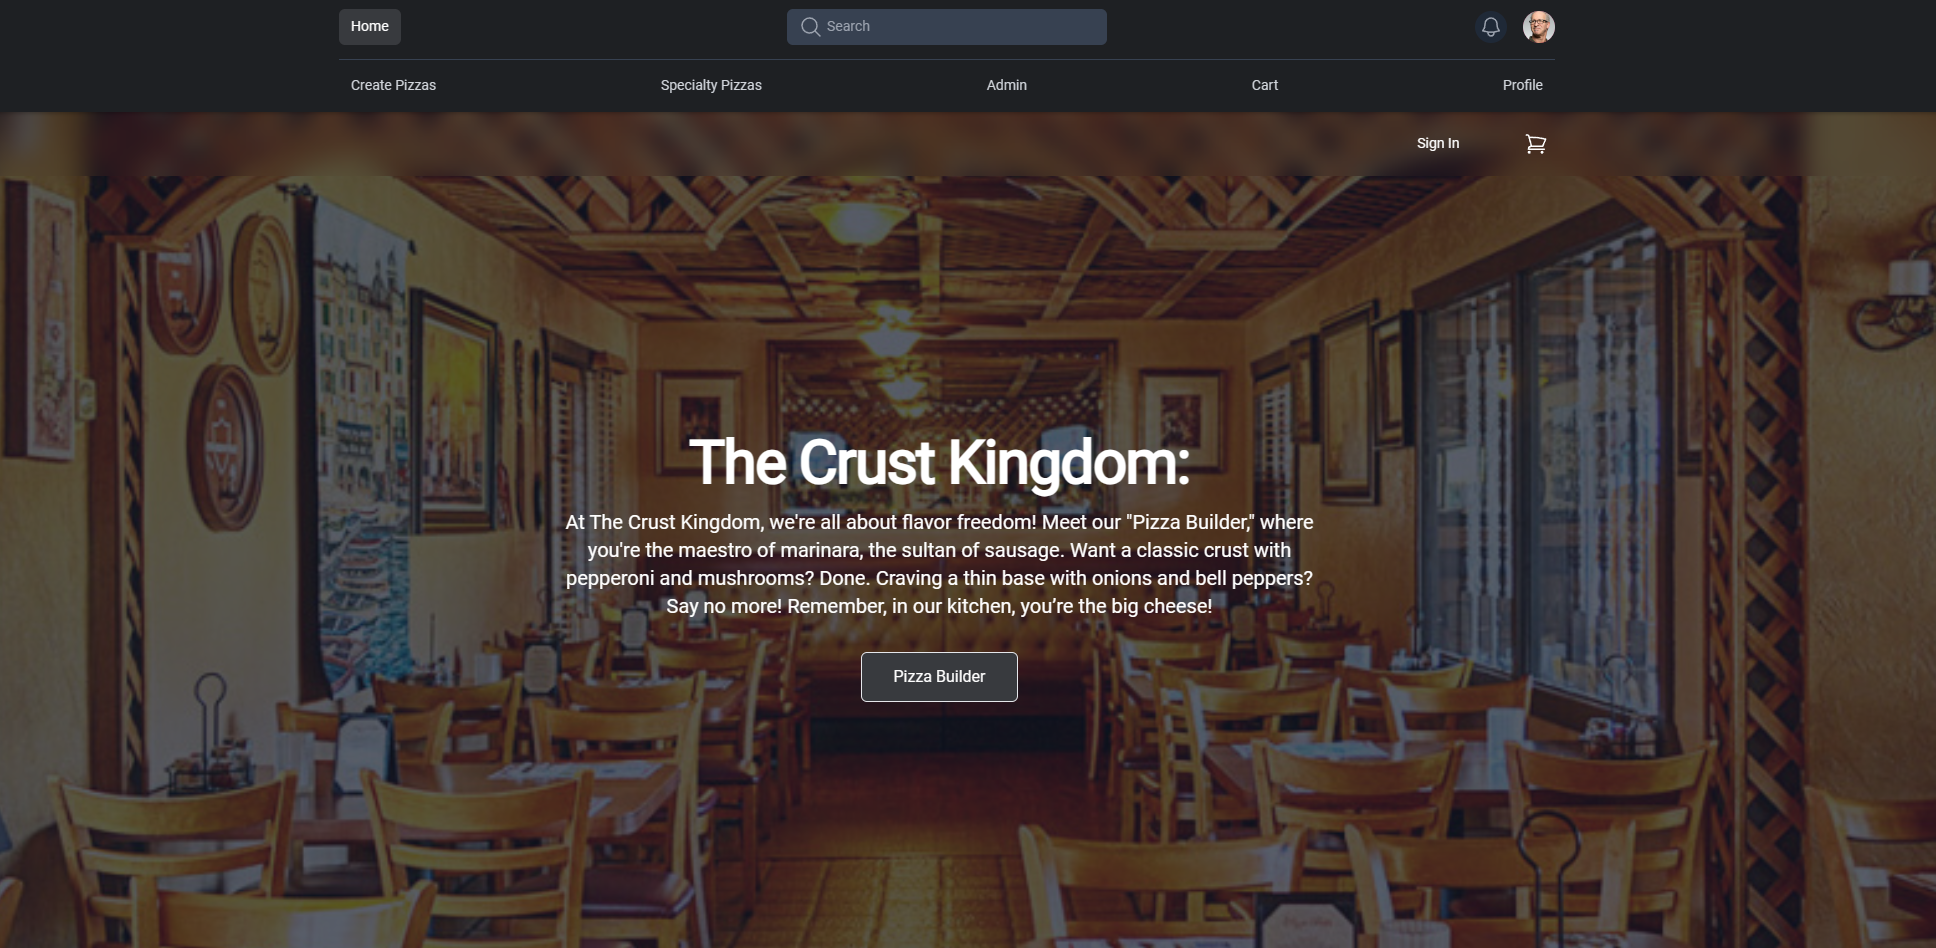 Home
Search
Create Pizzas
Specialty Pizzas
Admin
Cart
Profile
Sign In
The Crust Kingdom:
At The Crust Kingdom, we're all about flavor freedom! Meet our "Pizza Builder," where
you're the maestro of marinara, the sultan of sausage. Want a classic crust with
pepperoni and mushrooms? Done. Craving a thin base with onions and bell peppers?
Say no more! Remember, in our kitchen, you’re the big cheese!
Pizza Builder